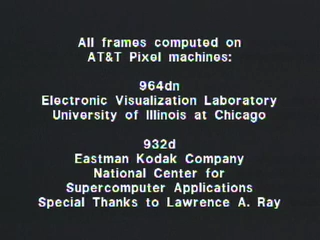 All frames computed on
AT&T Pixel machines:
964dn
Electronic Visualization Laboratory
University of Illinois at Chicago
932d
Eastman Kodak Company
National Center for
Supercomputer Applications
Special Thanks to Lawrence A. Ray